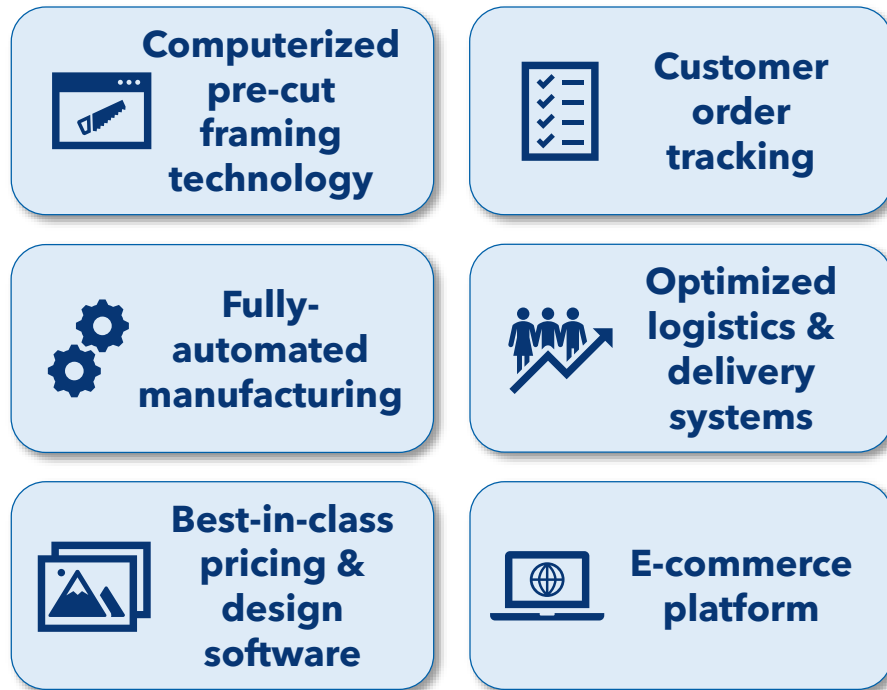 Computerized
pre-cut
framing
technology
Customer
order
tracking
Fully-
automated
manufacturing
Optimized
logistics &
delivery
systems
Best-in-class
pricing &
design
software
E-commerce
platform